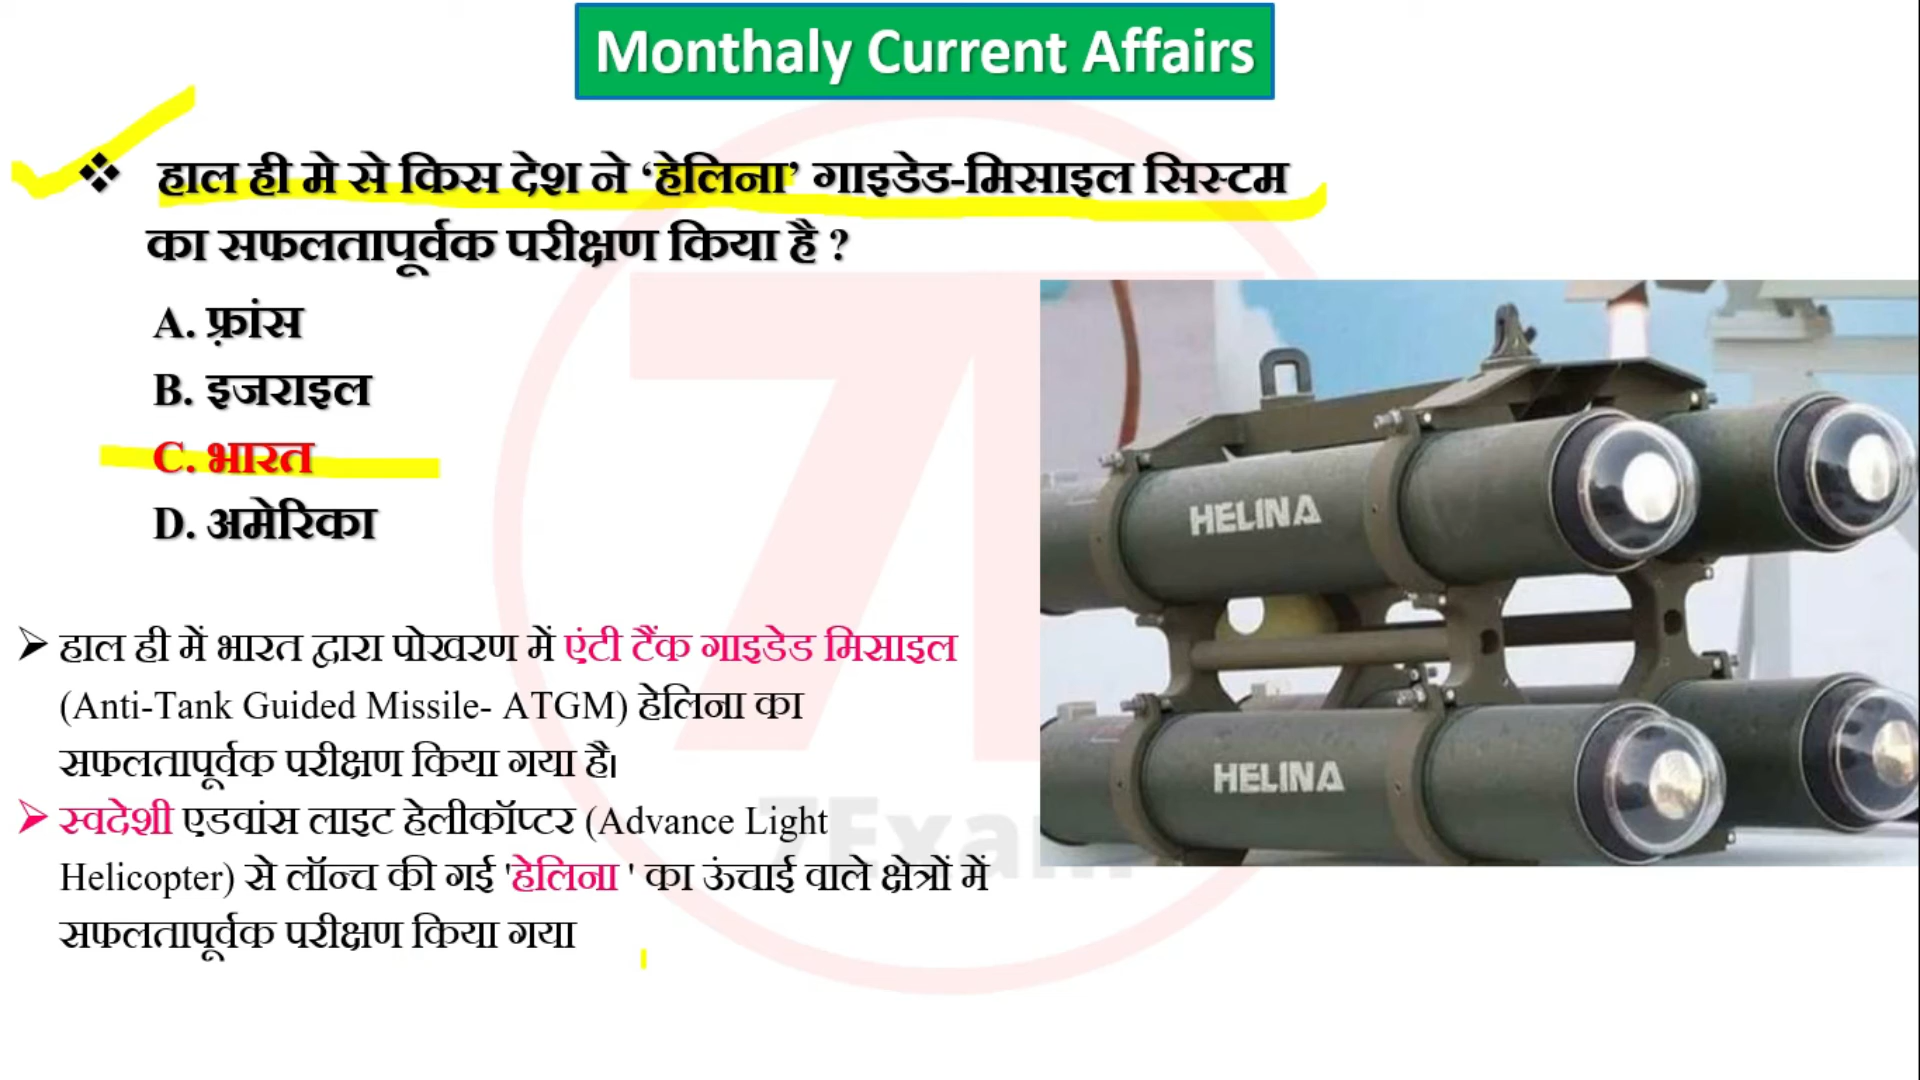 Monthaly Current Affairs
❖ हाल ही मे से किस देश ने ‘हेलिना’ गाइडेड-मिसाइल सिस्टम
का सफलतापूर्वक परीक्षण किया है ?
A. फ़्रांस
B. इजराइल
C. भारत
D. अमेरिका
➢ हाल ही में भारत द्वारा पोखरण में एंटी टैंक गाइडेड मिसाइल
(Anti-Tank Guided Missile- ATGM) हेलिना का
सफलतापूर्वक परीक्षण किया गया है।
➢ स्वदेशी एडवांस लाइट हेलीकॉप्टर (Advance Light
Helicopter) से लॉन्च की गई 'हेलिना ' का ऊंचाई वाले क्षेत्रों में
सफलतापूर्वक परीक्षण किया गया
HELINA
HELINA
7Exam